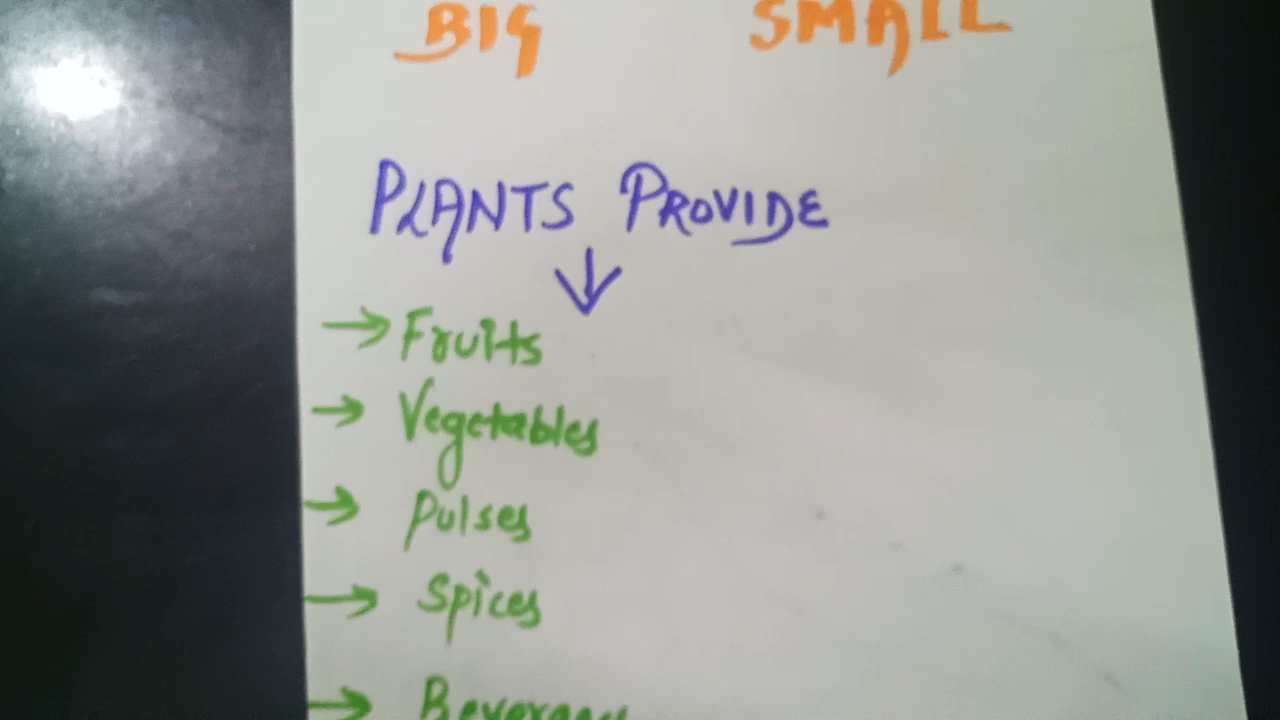 BIG SMALL
PLANTS PROVIDE
Fruits
Vegetables
Pulses
Spices